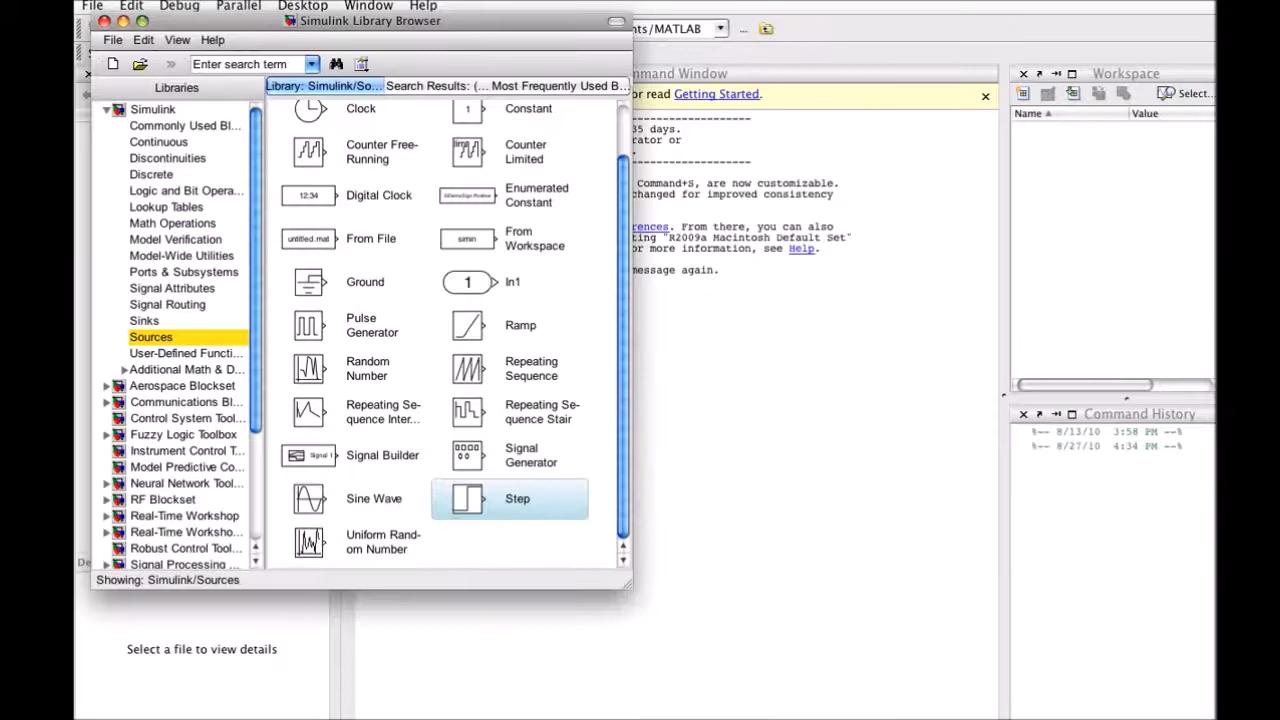 File Edit Debug Parallel Desktop Window Help
Simulink Library Browser
nts/MATLAB ...
File Edit View Help
Enter search term
Libraries
Library: Simulink/So... Search Results: (... Most Frequently Used B...
Simulink
Commonly Used Bl...
Continuous
Discontinuities
Discrete
Logic and Bit Opera...
Lookup Tables
Math Operations
Model Verification
Model-Wide Utilities
Ports & Subsystems
Signal Attributes
Signal Routing
Sinks
Sources
User-Defined Functi...
Additional Math & D...
Aerospace Blockset
Communications Bl...
Control System Tool...
Fuzzy Logic Toolbox
Instrument Control T...
Model Predictive Co...
Neural Network Tool...
RF Blockset
Real-Time Workshop
Real-Time Worksho...
Robust Control Tool...
Signal Processing ...
Clock
1 Constant
Counter Free-
Running
Counter
Limited
12:34 Digital Clock
Enumerated
Constant
untitled.mat From File
simin From
Workspace
Ground
1 In1
Pulse
Generator
Ramp
Random
Number
Repeating
Sequence
Repeating Se-
quence Inter...
Repeating Se-
quence Stair
Signal 1 Signal Builder
Signal
Generator
Sine Wave
Step
Uniform Rand-
om Number
Showing: Simulink/Sources
De
Select a file to view details
mmand Window
or read Getting Started.
35 days.
rator or
Command+S, are now customizable.
changed for improved consistency
rences. From there, you can also
ting "R2009a Macintosh Default Set"
or more information, see Help.
message again.
Workspace
Select...
Name Value
Command History
%-- 8/13/10 3:58 PM --%
%-- 8/27/10 4:34 PM --%